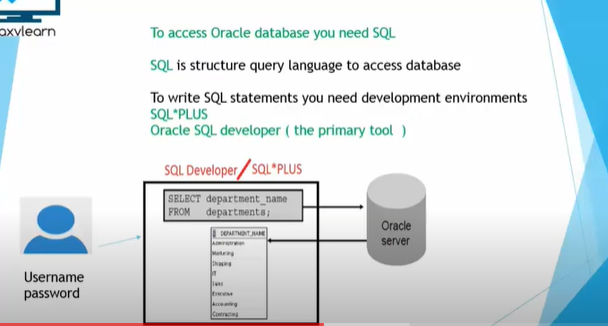 oxvlearn
To access Oracle database you need SQL
SQL is structure query language to access database
To write SQL statements you need development environments
SQL*PLUS
Oracle SQL developer ( the primary tool )
SQL Developer/SQL*PLUS
SELECT department_name
FROM departments;
DEPARTMENT_NAME
Administration
Marketing
Shipping
IT
Sales
Executive
Accounting
Contracting
Oracle
server
Username
password